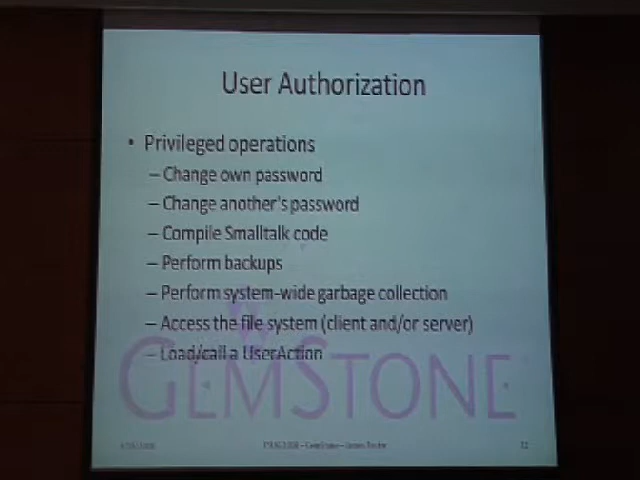 User Authorization
• Privileged operations
– Change own password
– Change another's password
– Compile Smalltalk code
– Perform backups
– Perform system-wide garbage collection
– Access the file system (client and/or server)
– Load/call a UserAction
GEMSTONE